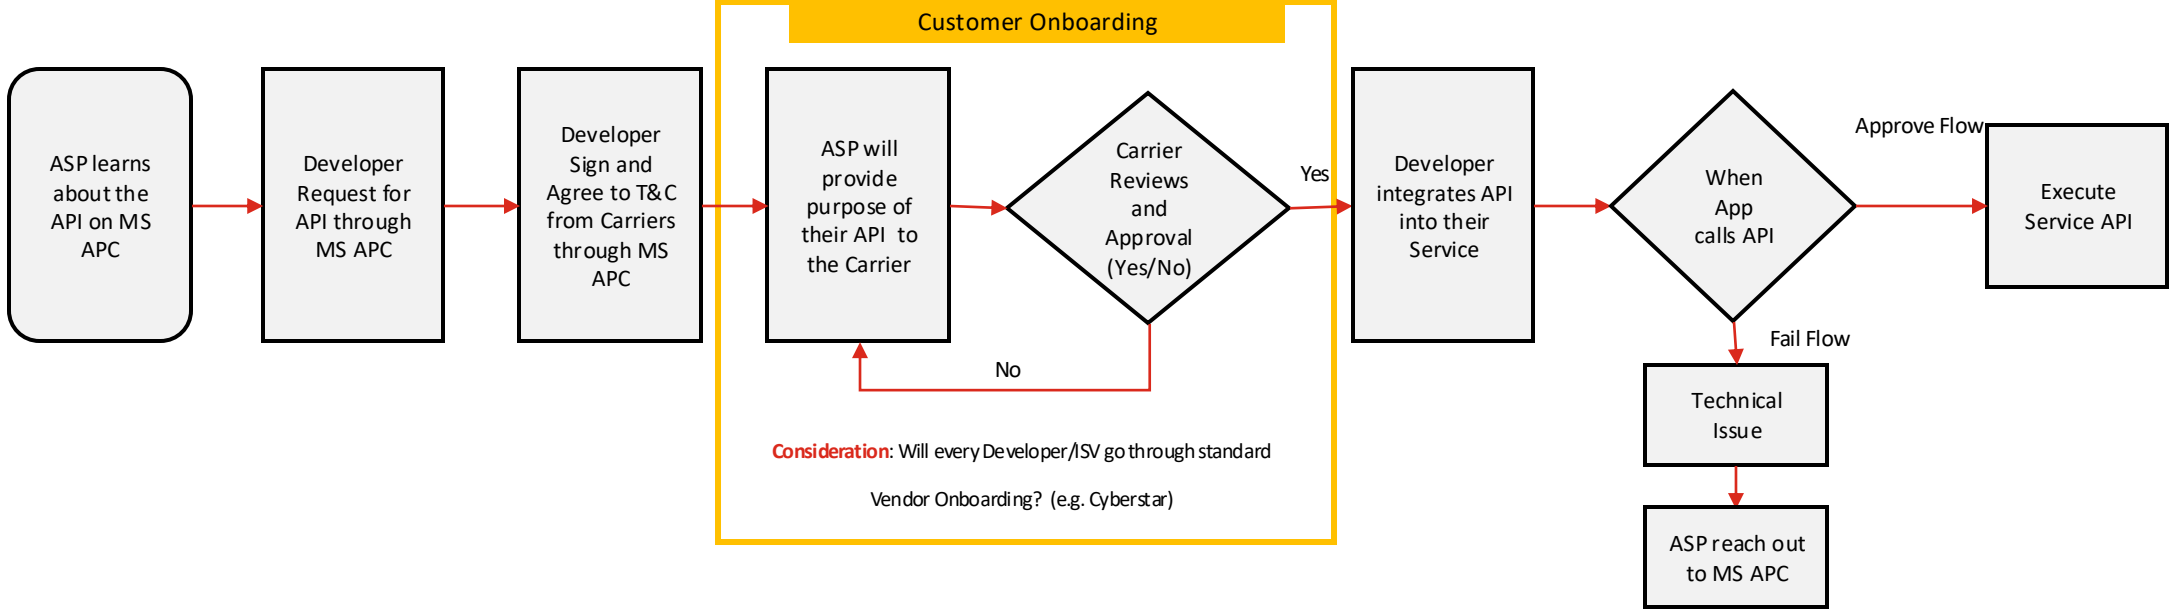 Customer Onboarding
ASP learns
about the
API on MS
APC
Developer
Request for
API through
MS APC
Developer
Sign and
Agree to T&C
from Carriers
through MS
APC
ASP will
provide
purpose of
their API to
the Carrier
Carrier
Reviews
and
Approval
(Yes/No)
Yes
No
Consideration: Will every Developer/ISV go through standard
Vendor Onboarding? (e.g. Cyberstar)
Developer
integrates API
into their
Service
When
App
calls API
Approve Flow
Execute
Service API
Fail Flow
Technical
Issue
ASP reach out
to MS APC